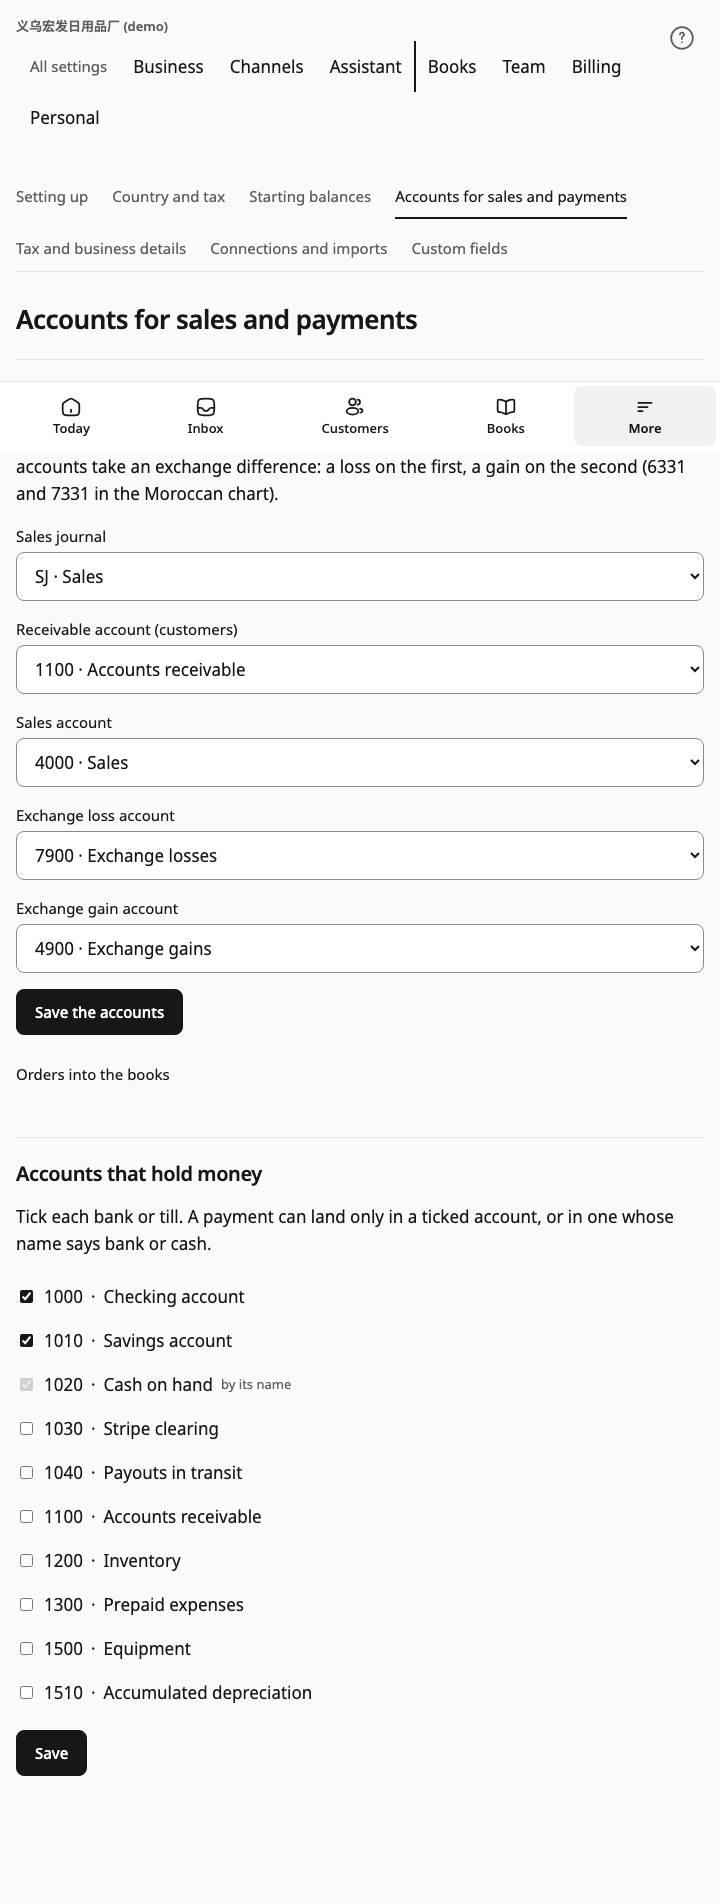 义乌宏发日用品厂 (demo)
All settings Business Channels Assistant Books Team Billing
Personal
Setting up Country and tax Starting balances Accounts for sales and payments
Tax and business details Connections and imports Custom fields
Accounts for sales and payments
Today Inbox Customers Books More
accounts take an exchange difference: a loss on the first, a gain on the second (6331
and 7331 in the Moroccan chart).
Sales journal
SJ · Sales
Receivable account (customers)
1100 · Accounts receivable
Sales account
4000 · Sales
Exchange loss account
7900 · Exchange losses
Exchange gain account
4900 · Exchange gains
Save the accounts
Orders into the books
Accounts that hold money
Tick each bank or till. A payment can land only in a ticked account, or in one whose
name says bank or cash.
1000 · Checking account
1010 · Savings account
1020 · Cash on hand by its name
1030 · Stripe clearing
1040 · Payouts in transit
1100 · Accounts receivable
1200 · Inventory
1300 · Prepaid expenses
1500 · Equipment
1510 · Accumulated depreciation
Save